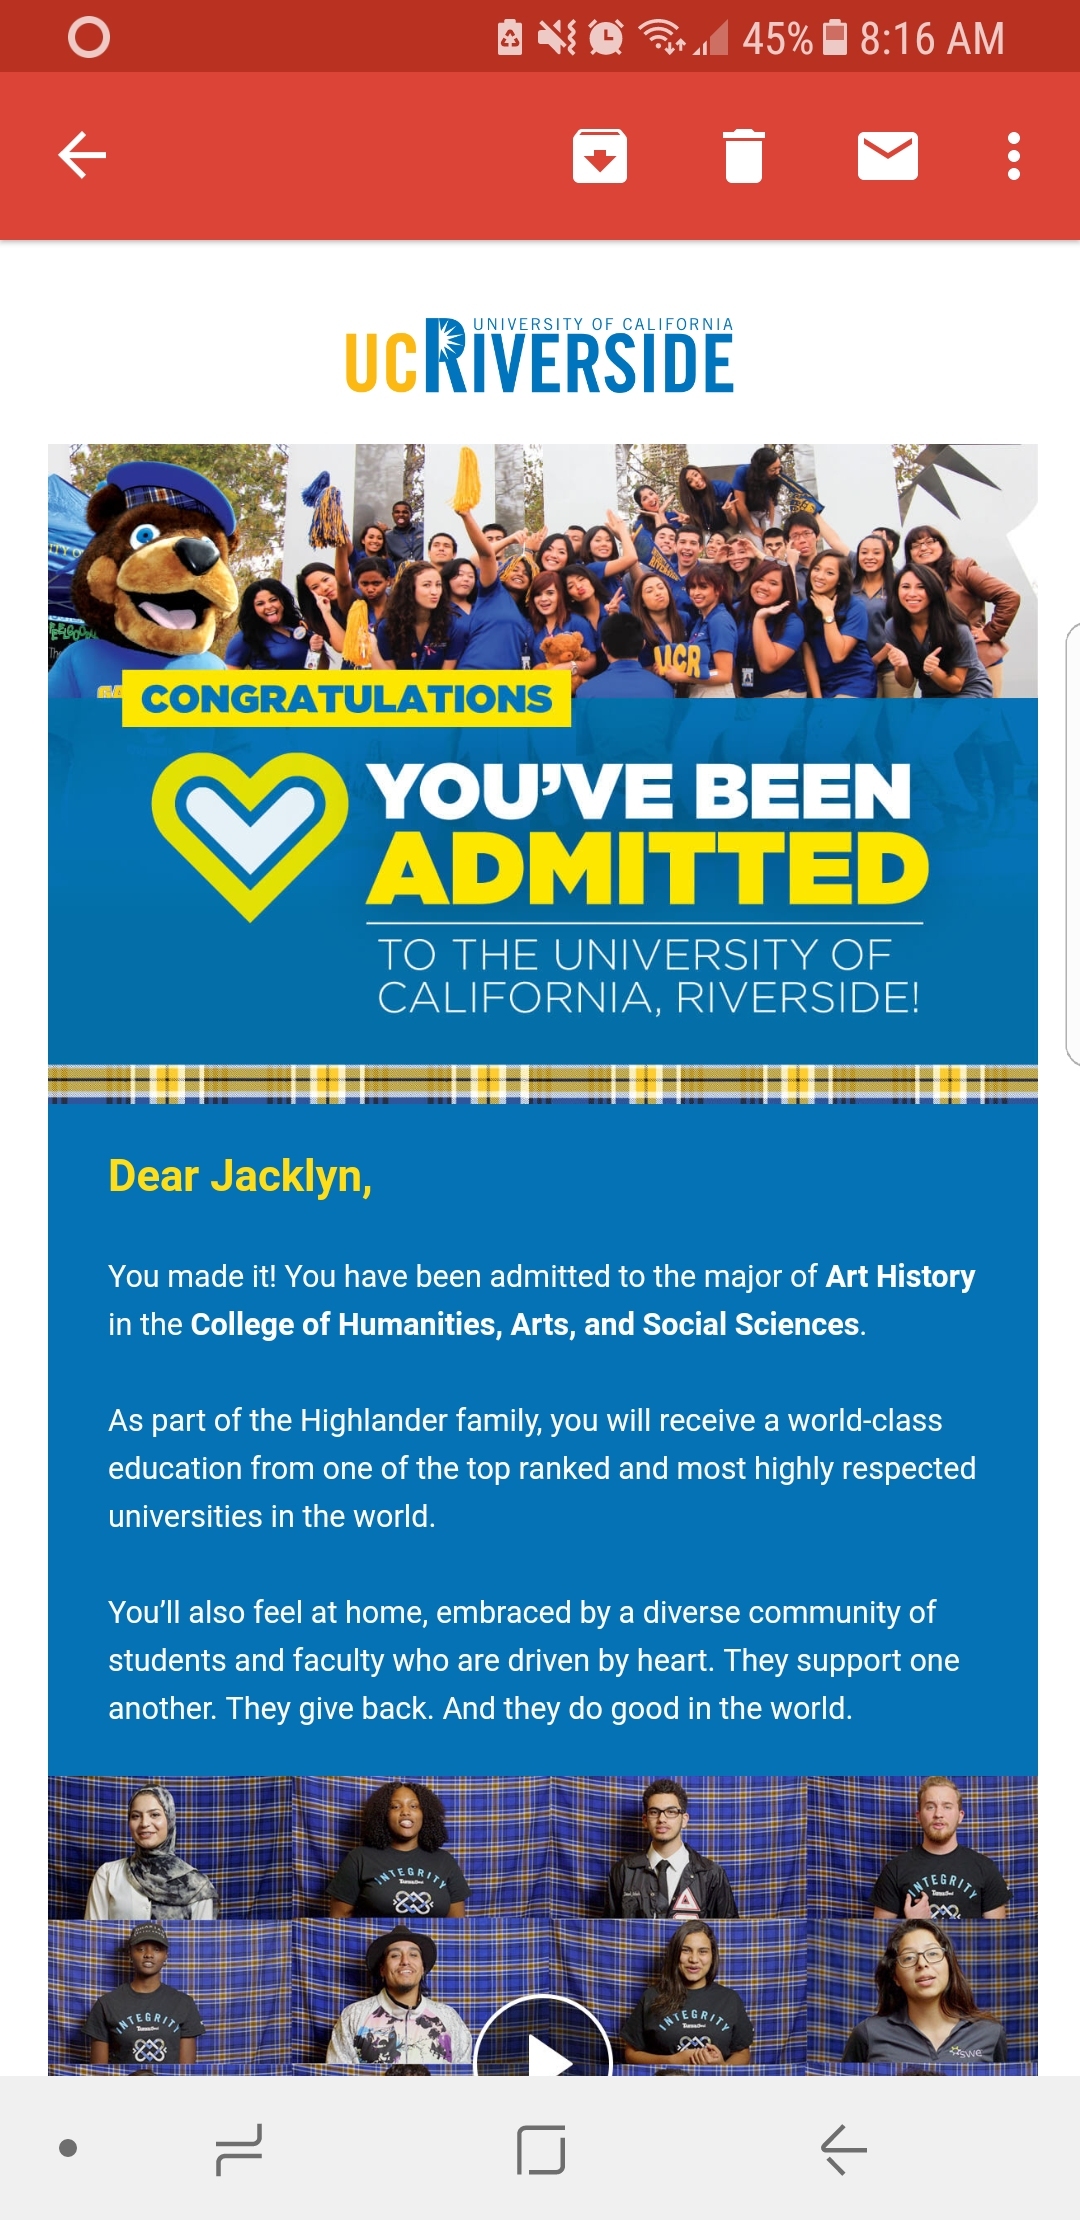 45% 8:16 AM
UNIVERSITY OF CALIFORNIA
UCRIVERSIDE
UCR
CONGRATULATIONS
YOU'VE BEEN
ADMITTED
TO THE UNIVERSITY OF
CALIFORNIA, RIVERSIDE!
Dear Jacklyn,
You made it! You have been admitted to the major of Art History
in the College of Humanities, Arts, and Social Sciences.
As part of the Highlander family, you will receive a world-class
education from one of the top ranked and most highly respected
universities in the world.
You'll also feel at home, embraced by a diverse community of
students and faculty who are driven by heart. They support one
another. They give back. And they do good in the world.
INTEGRITY
INTEGRITY
INTEGRITY
INTEGRITY
swe